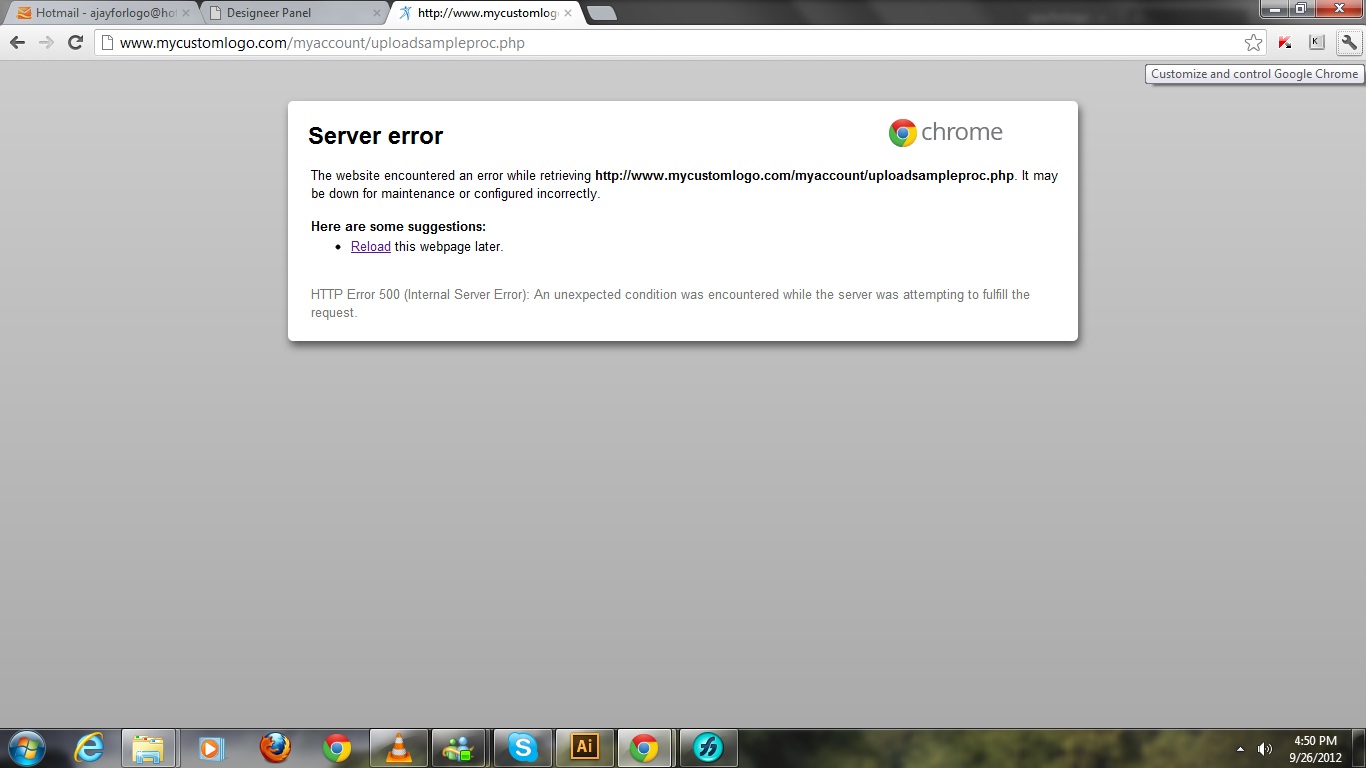 Hotmail - ajayforlogo@hot
Designeer Panel
http://www.mycustomlogo
www.mycustomlogo.com/myaccount/uploadsampleproc.php
K
Customize and control Google Chrome
Server error
chrome
The website encountered an error while retrieving http://www.mycustomlogo.com/myaccount/uploadsampleproc.php. It may
be down for maintenance or configured incorrectly.
Here are some suggestions:
Reload this webpage later.
HTTP Error 500 (Internal Server Error): An unexpected condition was encountered while the server was attempting to fulfill the
request.
Ai
4:50 PM
9/26/2012